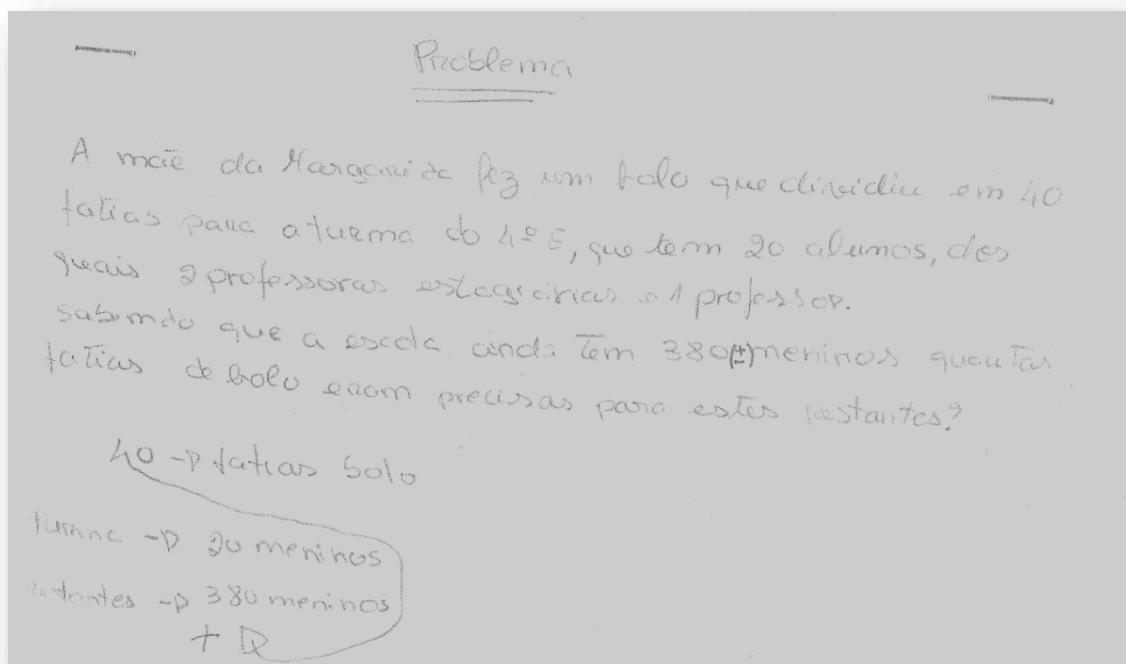 Problema
A mãe da Margarida fez um bolo que dividiu em 40
fatias para a turma do 4º E, que tem 20 alunos, dos
quais 2 professoras estagiárias e 1 professor.
Sabendo que a escola ainda tem 380(±) meninos quantas
fatias de bolo eram precisas para estes restantes?
40 -> fatias bolo
turma -> 20 meninos
restantes -> 380 meninos
+